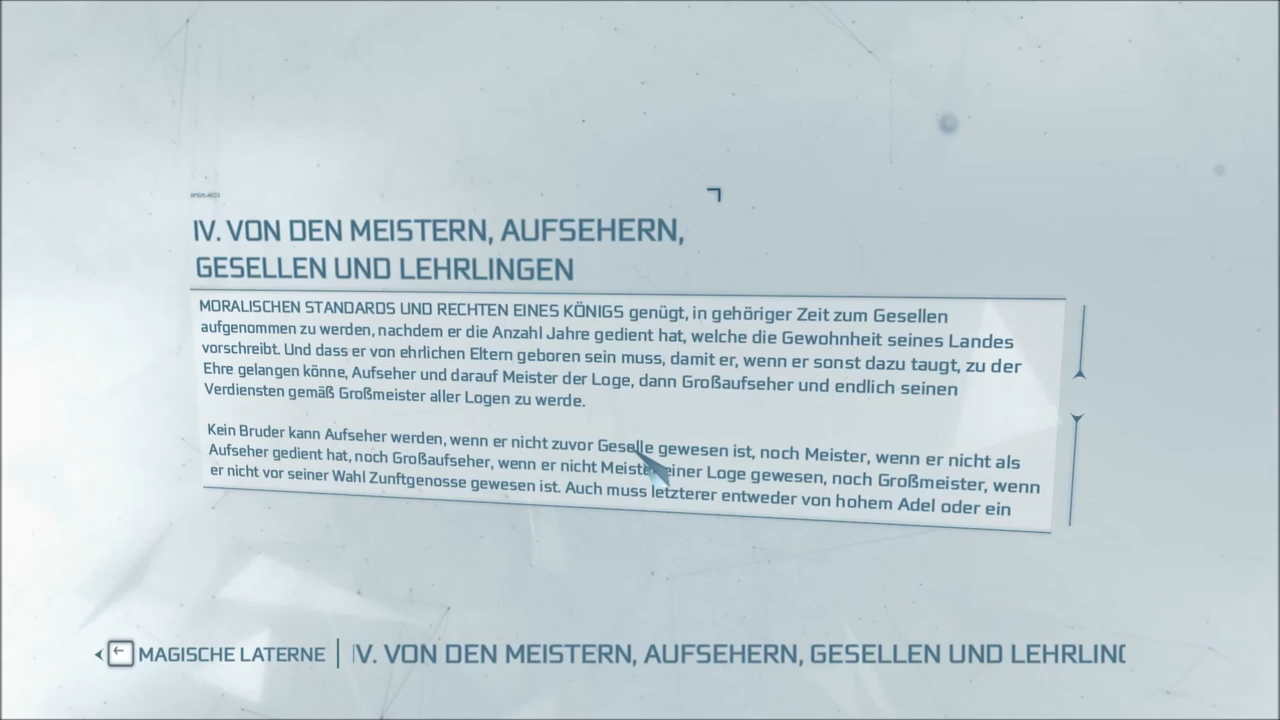 IV. VON DEN MEISTERN, AUFSEHERN,
GESELLEN UND LEHRLINGEN
MORALISCHEN STANDARDS UND RECHTEN EINES KÖNIGS genügt, in gehöriger Zeit zum Gesellen
aufgenommen zu werden, nachdem er die Anzahl Jahre gedient hat, welche die Gewohnheit seines Landes
vorschreibt. Und dass er von ehrlichen Eltern geboren sein muss, damit er, wenn er sonst dazu taugt, zu der
Ehre gelangen könne, Aufseher und darauf Meister der Loge, dann Großaufseher und endlich seinen
Verdiensten gemäß Großmeister aller Logen zu werde.
Kein Bruder kann Aufseher werden, wenn er nicht zuvor Geselle gewesen ist, noch Meister, wenn er nicht als
Aufseher gedient hat, noch Großaufseher, wenn er nicht Meister einer Loge gewesen, noch Großmeister, wenn
er nicht vor seiner Wahl Zunftgenosse gewesen ist. Auch muss letzterer entweder von hohem Adel oder ein
MAGISCHE LATERNE | IV. VON DEN MEISTERN, AUFSEHERN, GESELLEN UND LEHRLING